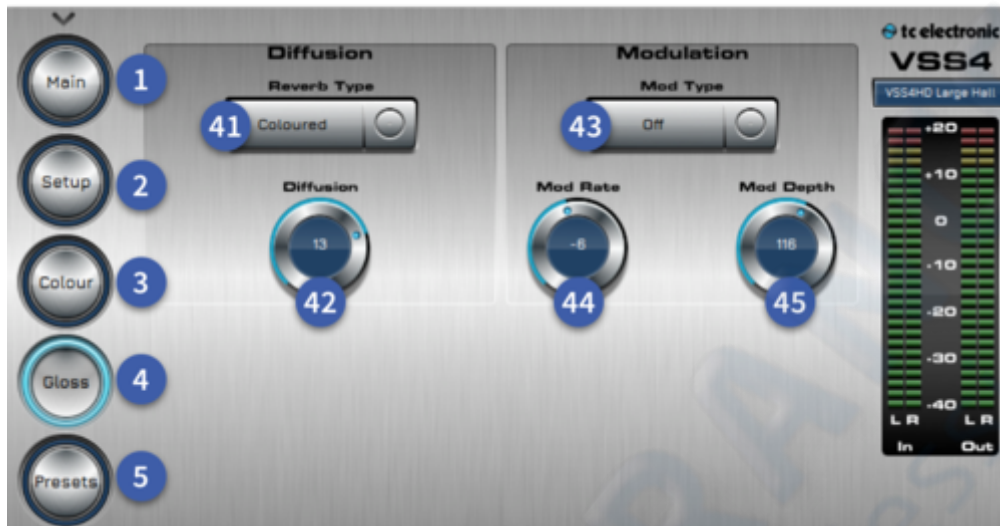 Main
1
Setup
2
Colour
3
Gloss
4
Presets
5
Diffusion
Reverb Type
41 Coloured
Diffusion
13
42
Modulation
Mod Type
43 Off
Mod Rate Mod Depth
-6 116
44 45
tc electronic
VSS4
VSS4HD Large Hall
+20
+10
0
-10
-20
-30
-40
L R L R
In Out